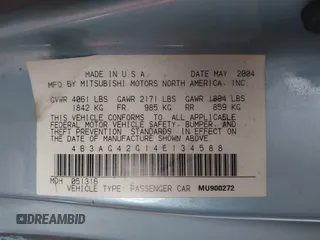 MADE IN U.S.A. DATE MAY 2004
MFD BY MITSUBISHI MOTORS NORTH AMERICA. INC.
GVWR 4061 LBS GAWR 2171 LBS GAWR 1894 LBS
1842 KG FR 985 KG RR 859 KG
THIS VEHICLE CONFORMS TO ALL APPLICABLE
FEDERAL MOTOR VEHICLE SAFETY, BUMPER, AND
THEFT PREVENTION STANDARDS IN EFFECT ON
THE DATE OF MANUFACTURE SHOWN ABOVE
4B3AG42G14E134588
MDH 051316
VEHICLE TYPE: PASSENGER CAR MU900272
DREAMBID